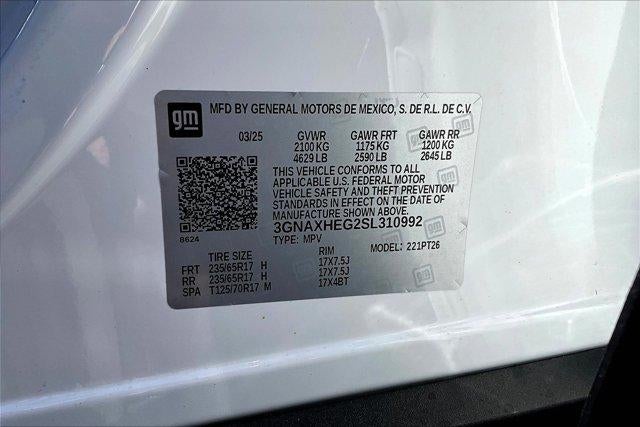 gm
MFD BY GENERAL MOTORS DE MEXICO, S. DE R.L. DE C.V.
03/25 GVWR GAWR FRT GAWR RR
2100 KG 1175 KG 1200 KG
4629 LB 2590 LB 2645 LB
THIS VEHICLE CONFORMS TO ALL
APPLICABLE U.S. FEDERAL MOTOR
VEHICLE SAFETY AND THEFT PREVENTION
STANDARDS IN EFFECT ON THE DATE OF
MANUFACTURE SHOWN ABOVE.
3GNAXHEG2SL310992
8624 TYPE: MPV MODEL: 221PT26
TIRE SIZE RIM
FRT 235/65R17 H 17X7.5J
RR 235/65R17 H 17X7.5J
SPA T125/70R17 M 17X4BT